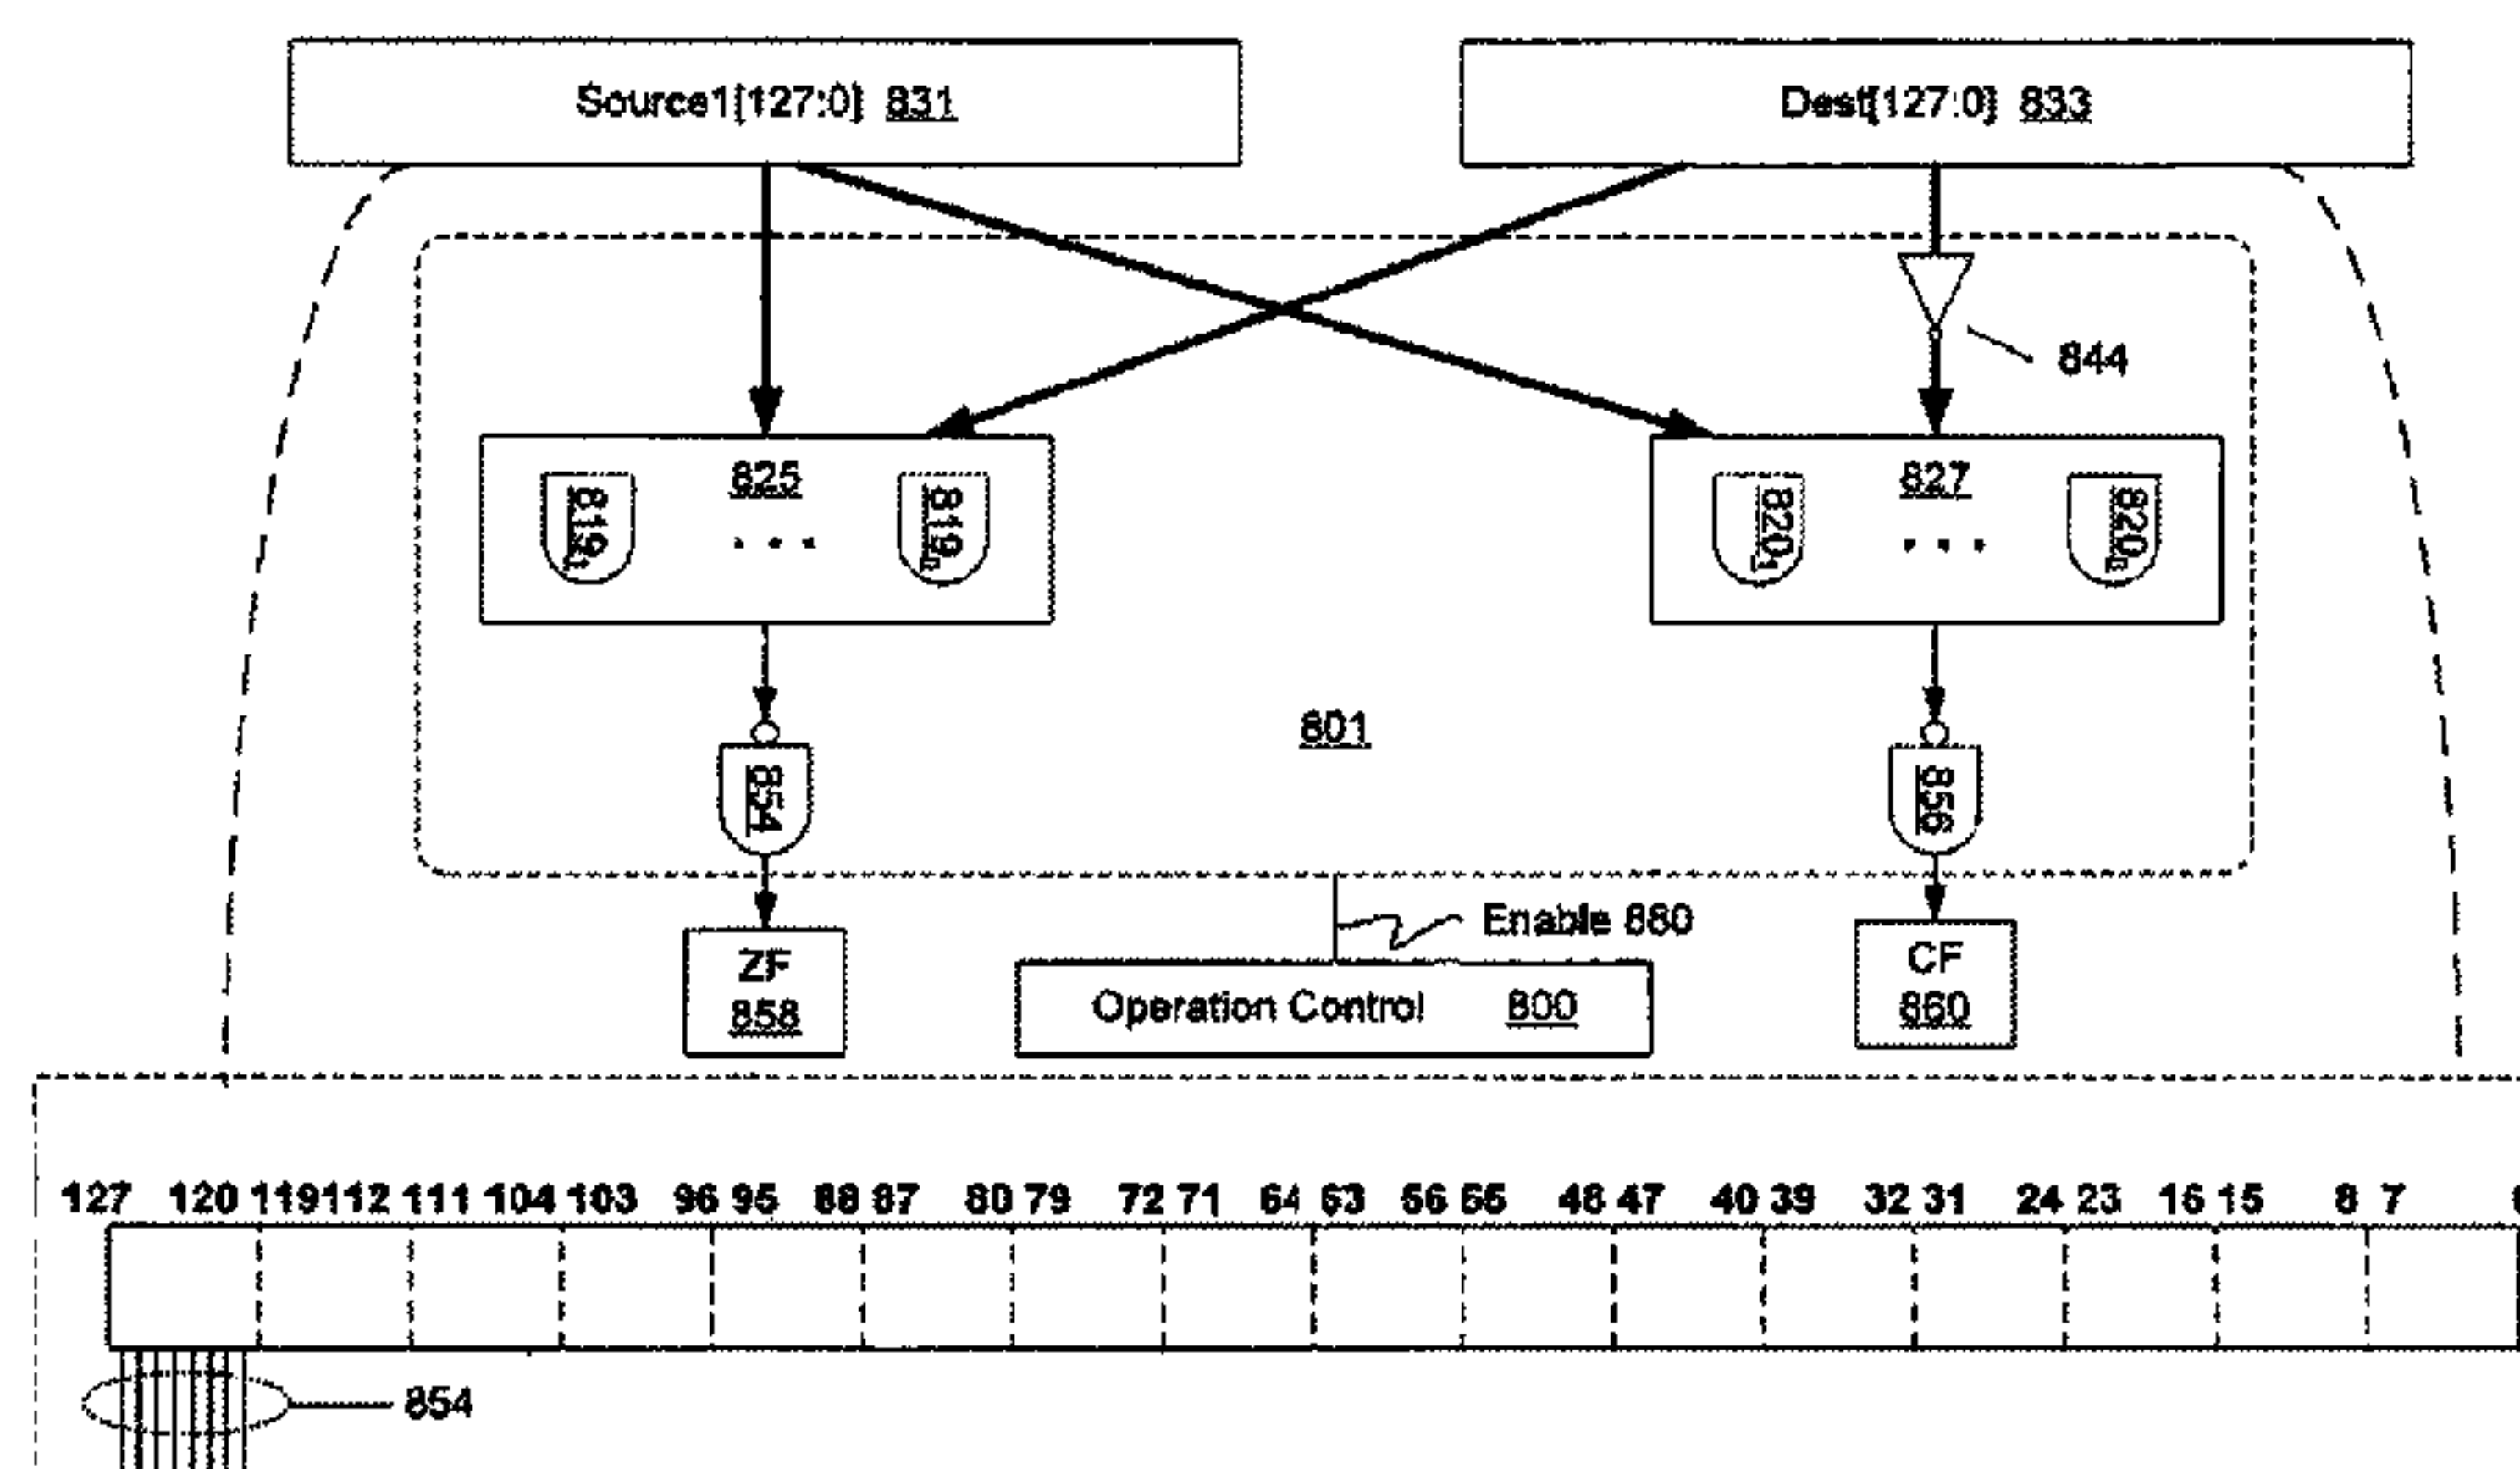 Source1[127:0] 831
Dest[127:0] 833
844
825
819₁ . . . 819ₙ
827
820₁ . . . 820ₙ
801
854
856
Enable 880
ZF
858
Operation Control 800
CF
860
127 120 119 112 111 104 103 96 95 88 87 80 79 72 71 64 63 56 55 48 47 40 39 32 31 24 23 16 15 8 7
854